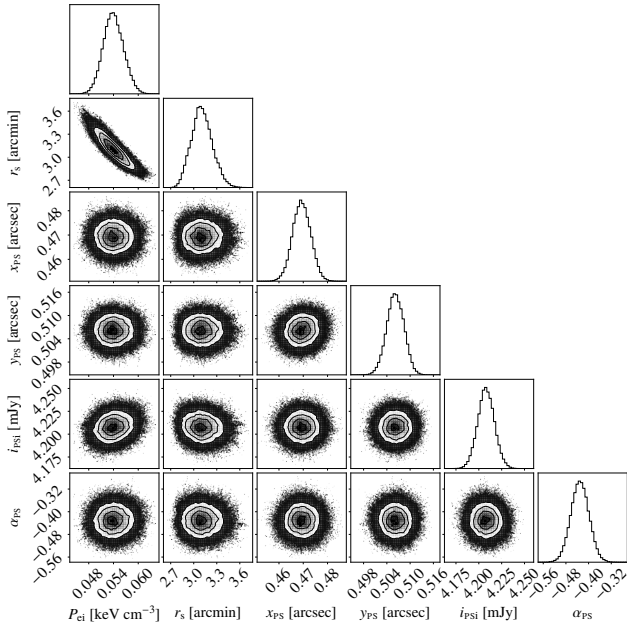 3.6
3.3
3.0
2.7
r_s [arcmin]
0.48
0.47
0.46
x_PS [arcsec]
0.516
0.510
0.504
0.498
y_PS [arcsec]
4.250
4.225
4.200
4.175
i_PSi [mJy]
−0.32
−0.40
−0.48
−0.56
α_PS
0.048 0.054 0.060 2.7 3.0 3.3 3.6 0.46 0.47 0.48 0.498 0.504 0.510 0.516 4.175 4.200 4.225 4.250 −0.56 −0.48 −0.40 −0.32
P_ei [keV cm⁻³] r_s [arcmin] x_PS [arcsec] y_PS [arcsec] i_PSi [mJy] α_PS